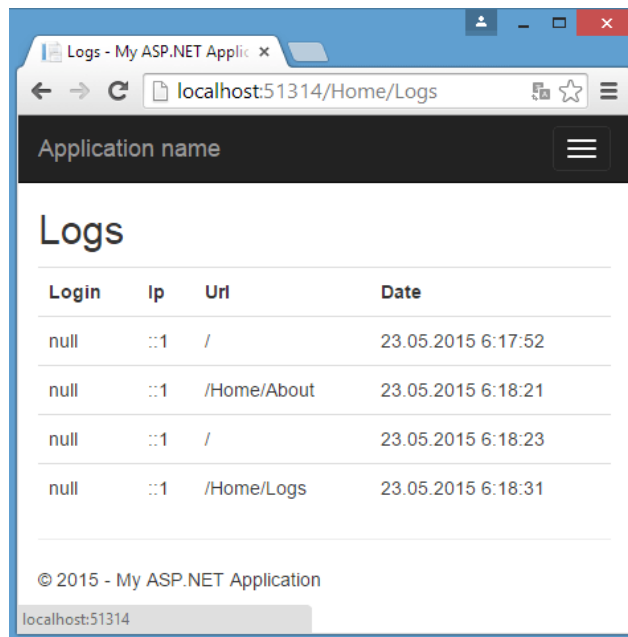 Logs - My ASP.NET Applic
localhost:51314/Home/Logs
Application name
Logs
Login Ip Url Date
null ::1 / 23.05.2015 6:17:52
null ::1 /Home/About 23.05.2015 6:18:21
null ::1 / 23.05.2015 6:18:23
null ::1 /Home/Logs 23.05.2015 6:18:31
© 2015 - My ASP.NET Application
localhost:51314